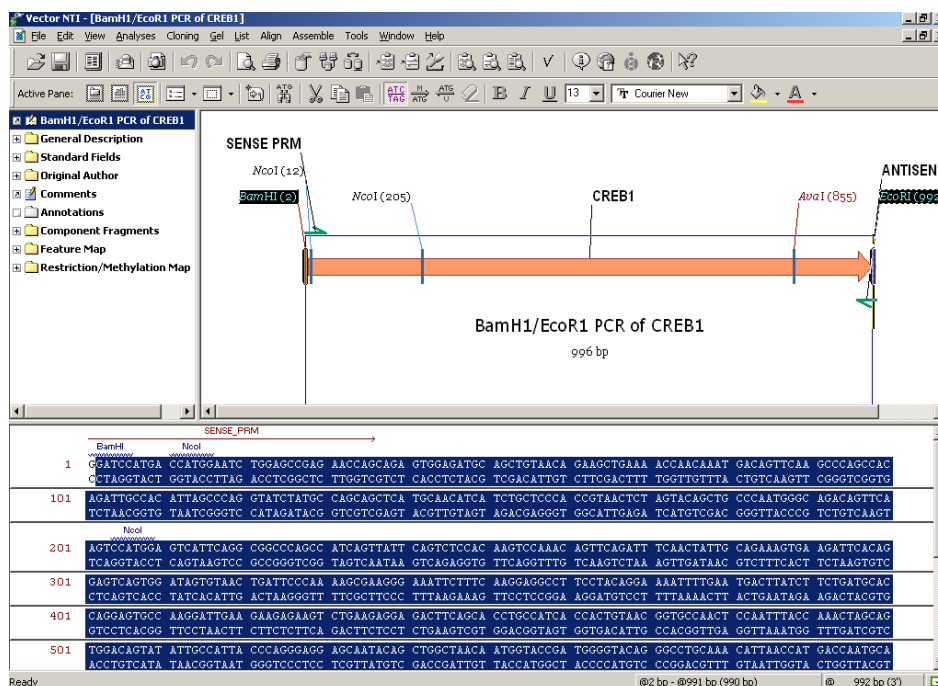 Vector NTI - [BamH1/EcoR1 PCR of CREB1]
File Edit View Analyses Cloning Gel List Align Assemble Tools Window Help
Active Pane: 13 Courier New
BamH1/EcoR1 PCR of CREB1
General Description
Standard Fields
Original Author
Comments
Annotations
Component Fragments
Feature Map
Restriction/Methylation Map
SENSE PRM
ANTISEN
NcoI (12)
BamHI (2)
NcoI (205)
CREB1
AvaI (855)
EcoRI (992
BamH1/EcoR1 PCR of CREB1
996 bp
SENSE_PRM
BamHI NcoI
1 GGATCCATGA CCATGGAATC TGGAGCCGAG AACCAGCAGA GTGGAGATGC AGCTGTAACA GAAGCTGAAA ACCAACAAAT GACAGTTCAA GCCCAGCCAC
CCTAGGTACT GGTACCTTAG ACCTCGGCTC TTGGTCGTCT CACCTCTACG TCGACATTGT CTTCGACTTT TGGTTGTTTA CTGTCAAGTT CGGGTCGGTG
101 AGATTGCCAC ATTAGCCCAG GTATCTATGC CAGCAGCTCA TGCAACATCA TCTGCTCCCA CCGTAACTCT AGTACAGCTG CCCAATGGGC AGACAGTTCA
TCTAACGGTG TAATCGGGTC CATAGATACG GTCGTCGAGT ACGTTGTAGT AGACGAGGGT GGCATTGAGA TCATGTCGAC GGGTTACCCG TCTGTCAAGT
NcoI
201 AGTCCATGGA GTCATTCAGG CGGCCCAGCC ATCAGTTATT CAGTCTCCAC AAGTCCAAAC AGTTCAGATT TCAACTATTG CAGAAAGTGA AGATTCACAG
TCAGGTACCT CAGTAAGTCC GCCGGGTCGG TAGTCAATAA GTCAGAGGTG TTCAGGTTTG TCAAGTCTAA AGTTGATAAC GTCTTTCACT TCTAAGTGTC
301 GAGTCAGTGG ATAGTGTAAC TGATTCCCAA AAGCGAAGGG AAATTCTTTC AAGGAGGCCT TCCTACAGGA AAATTTTGAA TGACTTATCT TCTGATGCAC
CTCAGTCACC TATCACATTG ACTAAGGGTT TTCGCTTCCC TTTAAGAAAG TTCCTCCGGA AGGATGTCCT TTTAAAACTT ACTGAATAGA AGACTACGTG
401 CAGGAGTGCC AAGGATTGAA GAAGAGAAGT CTGAAGAGGA GACTTCAGCA CCTGCCATCA CCACTGTAAC GGTGCCAACT CCAATTTACC AAACTAGCAG
GTCCTCACGG TTCCTAACTT CTTCTCTTCA GACTTCTCCT CTGAAGTCGT GGACGGTAGT GGTGACATTG CCACGGTTGA GGTTAAATGG TTTGATCGTC
501 TGGACAGTAT ATTGCCATTA CCCAGGGAGG AGCAATACAG CTGGCTAACA ATGGTACCGA TGGGGTACAG GGCCTGCAAA CATTAACCAT GACCAATGCA
ACCTGTCATA TAACGGTAAT GGGTCCCTCC TCGTTATGTC GACCGATTGT TACCATGGCT ACCCCATGTC CCGGACGTTT GTAATTGGTA CTGGTTACGT
Ready @2 bp - @991 bp (990 bp) @ 992 bp (3')